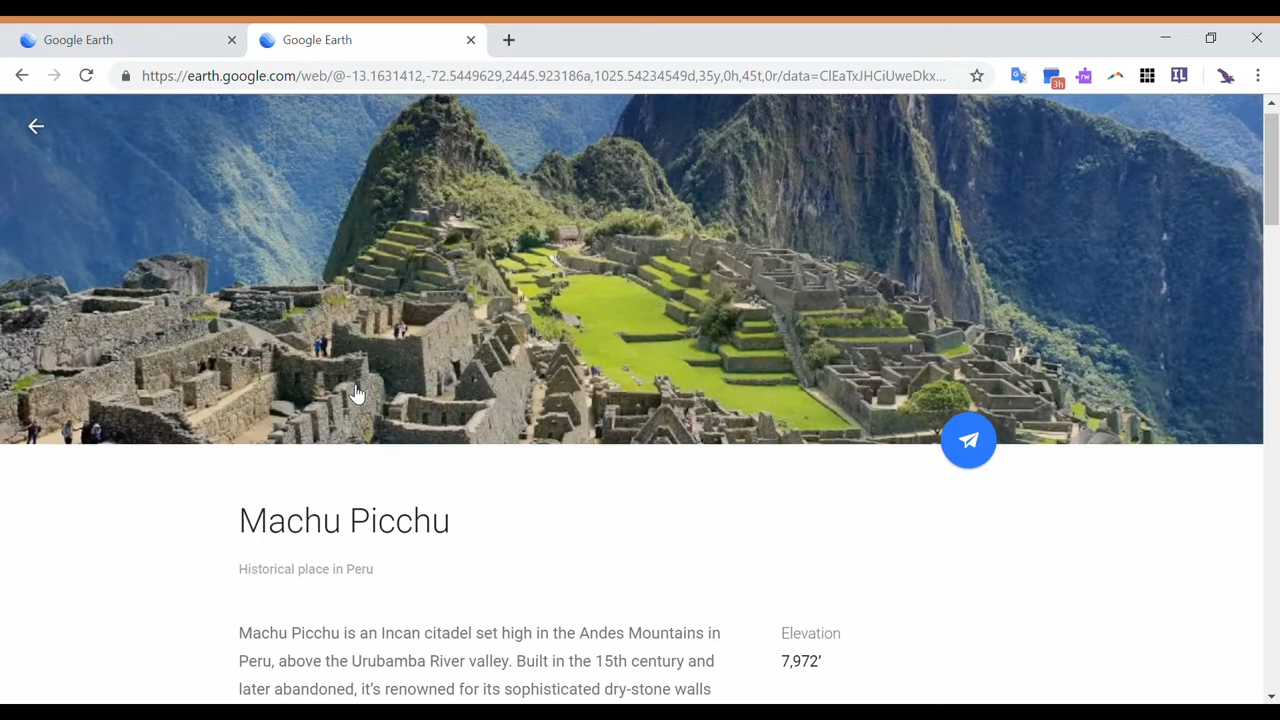 Google Earth
Google Earth
https://earth.google.com/web/@-13.1631412,-72.5449629,2445.923186a,1025.54234549d,35y,0h,45t,0r/data=CIEaTxJHCiUweDkx...
3h
rw
IL
Machu Picchu
Historical place in Peru
Machu Picchu is an Incan citadel set high in the Andes Mountains in
Elevation
Peru, above the Urubamba River valley. Built in the 15th century and
7,972’
later abandoned, it’s renowned for its sophisticated dry-stone walls